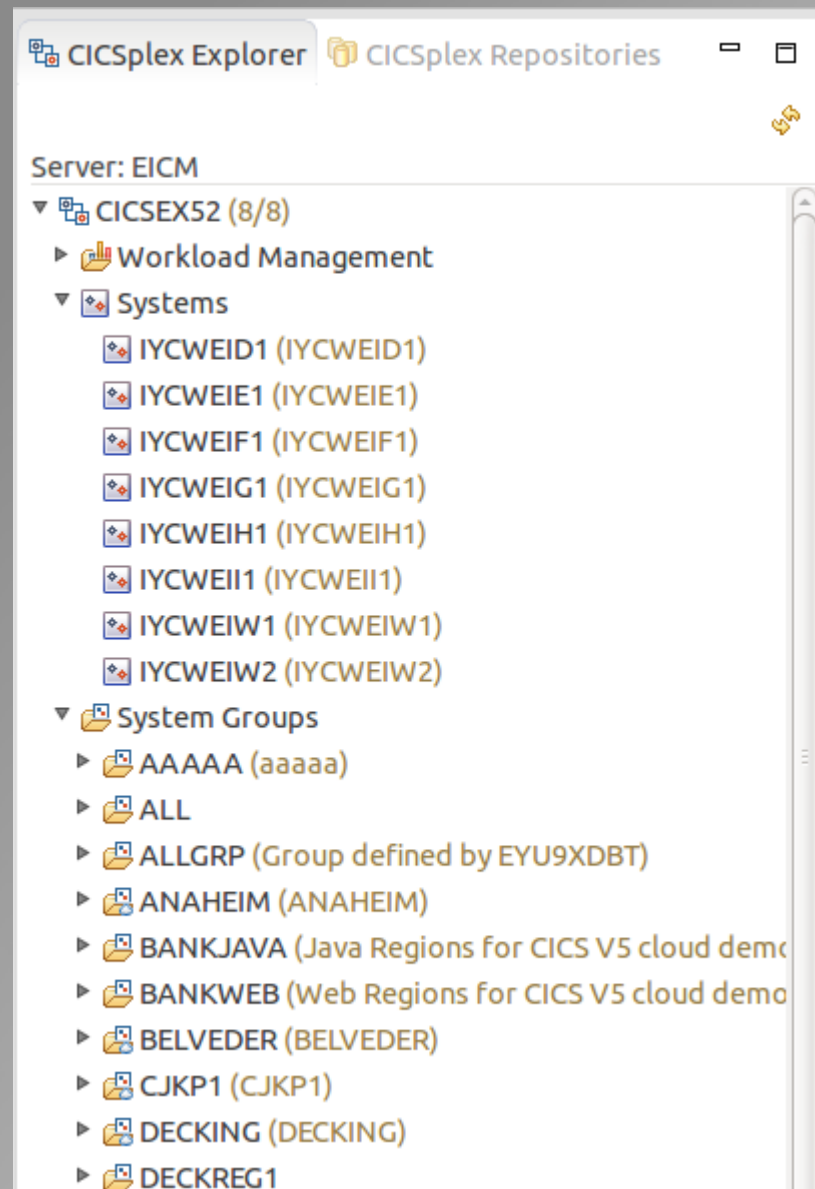 CICSplex Explorer CICSplex Repositories
Server: EICM
CICSEX52 (8/8)
Workload Management
Systems
IYCWEID1 (IYCWEID1)
IYCWEIE1 (IYCWEIE1)
IYCWEIF1 (IYCWEIF1)
IYCWEIG1 (IYCWEIG1)
IYCWEIH1 (IYCWEIH1)
IYCWEII1 (IYCWEII1)
IYCWEIW1 (IYCWEIW1)
IYCWEIW2 (IYCWEIW2)
System Groups
AAAAA (aaaaa)
ALL
ALLGRP (Group defined by EYU9XDBT)
ANAHEIM (ANAHEIM)
BANKJAVA (Java Regions for CICS V5 cloud demo
BANKWEB (Web Regions for CICS V5 cloud demo
BELVEDER (BELVEDER)
CJKP1 (CJKP1)
DECKING (DECKING)
DECKREG1